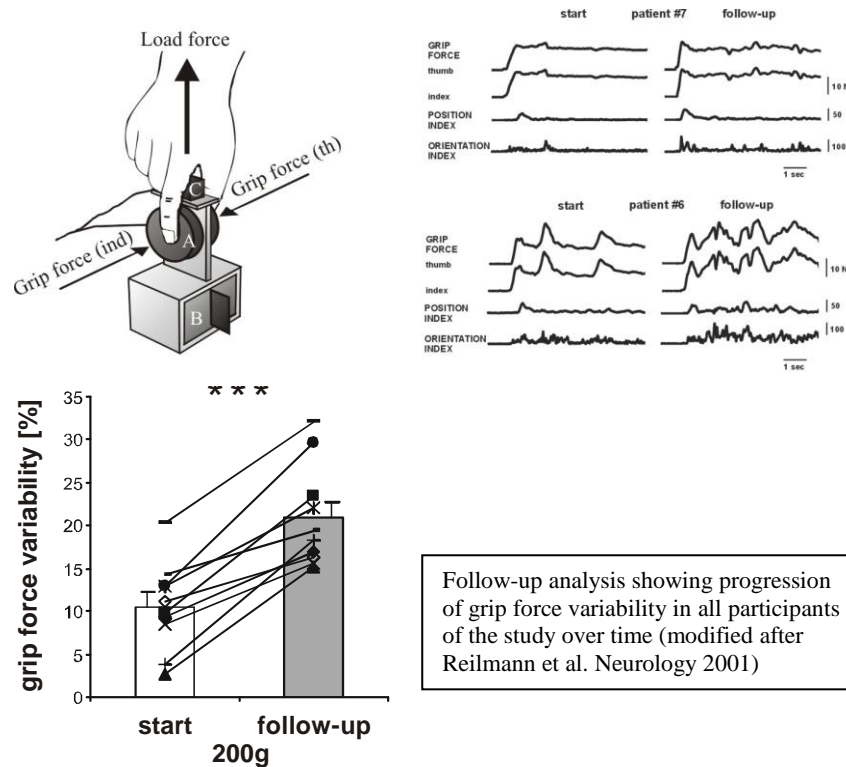 Load force
Grip force (th)
C
A
Grip force (ind)
B
start patient #7 follow-up
GRIP
FORCE
thumb
index
10 N
POSITION
INDEX
50
ORIENTATION
INDEX
100
1 sec
start patient #6 follow-up
GRIP
FORCE
thumb
index
10 N
POSITION
INDEX
50
ORIENTATION
INDEX
100
1 sec
***
grip force variability [%]
35
30
25
20
15
10
5
0
start follow-up
200g
Follow-up analysis showing progression
of grip force variability in all participants
of the study over time (modified after
Reilmann et al. Neurology 2001)